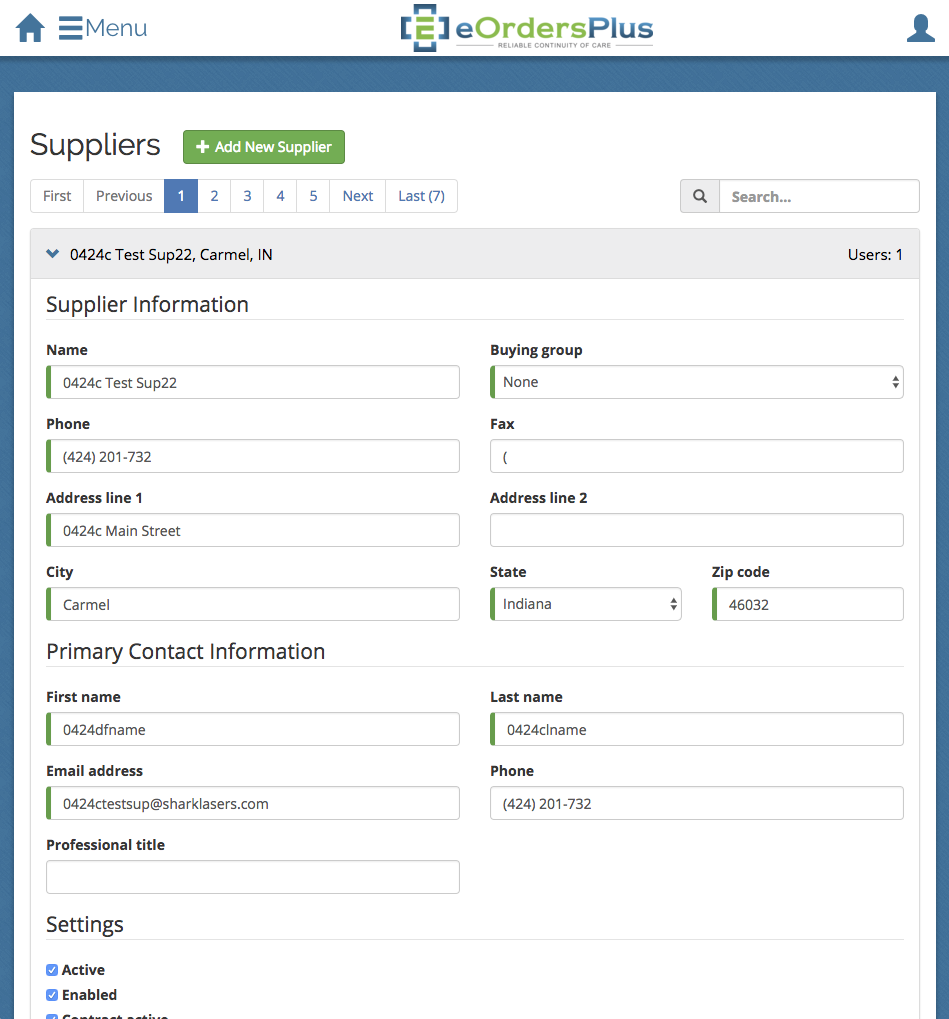 Menu
eOrdersPlus
RELIABLE CONTINUITY OF CARE
Suppliers
Add New Supplier
First Previous 1 2 3 4 5 Next Last (7)
Search...
0424c Test Sup22, Carmel, IN Users: 1
Supplier Information
Name Buying group
0424c Test Sup22 None
Phone Fax
(424) 201-732 (
Address line 1 Address line 2
0424c Main Street
City State Zip code
Carmel Indiana 46032
Primary Contact Information
First name Last name
0424dfname 0424clname
Email address Phone
0424ctestsup@sharklasers.com (424) 201-732
Professional title
Settings
Active
Enabled
Contract active